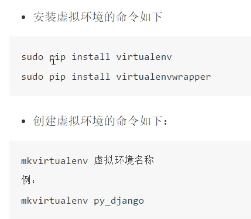 • 安装虚拟环境的命令如下
sudo pip install virtualenv
sudo pip install virtualenvwrapper
• 创建虚拟环境的命令如下：
mkvirtualenv 虚拟环境名称
例：
mkvirtualenv py_django